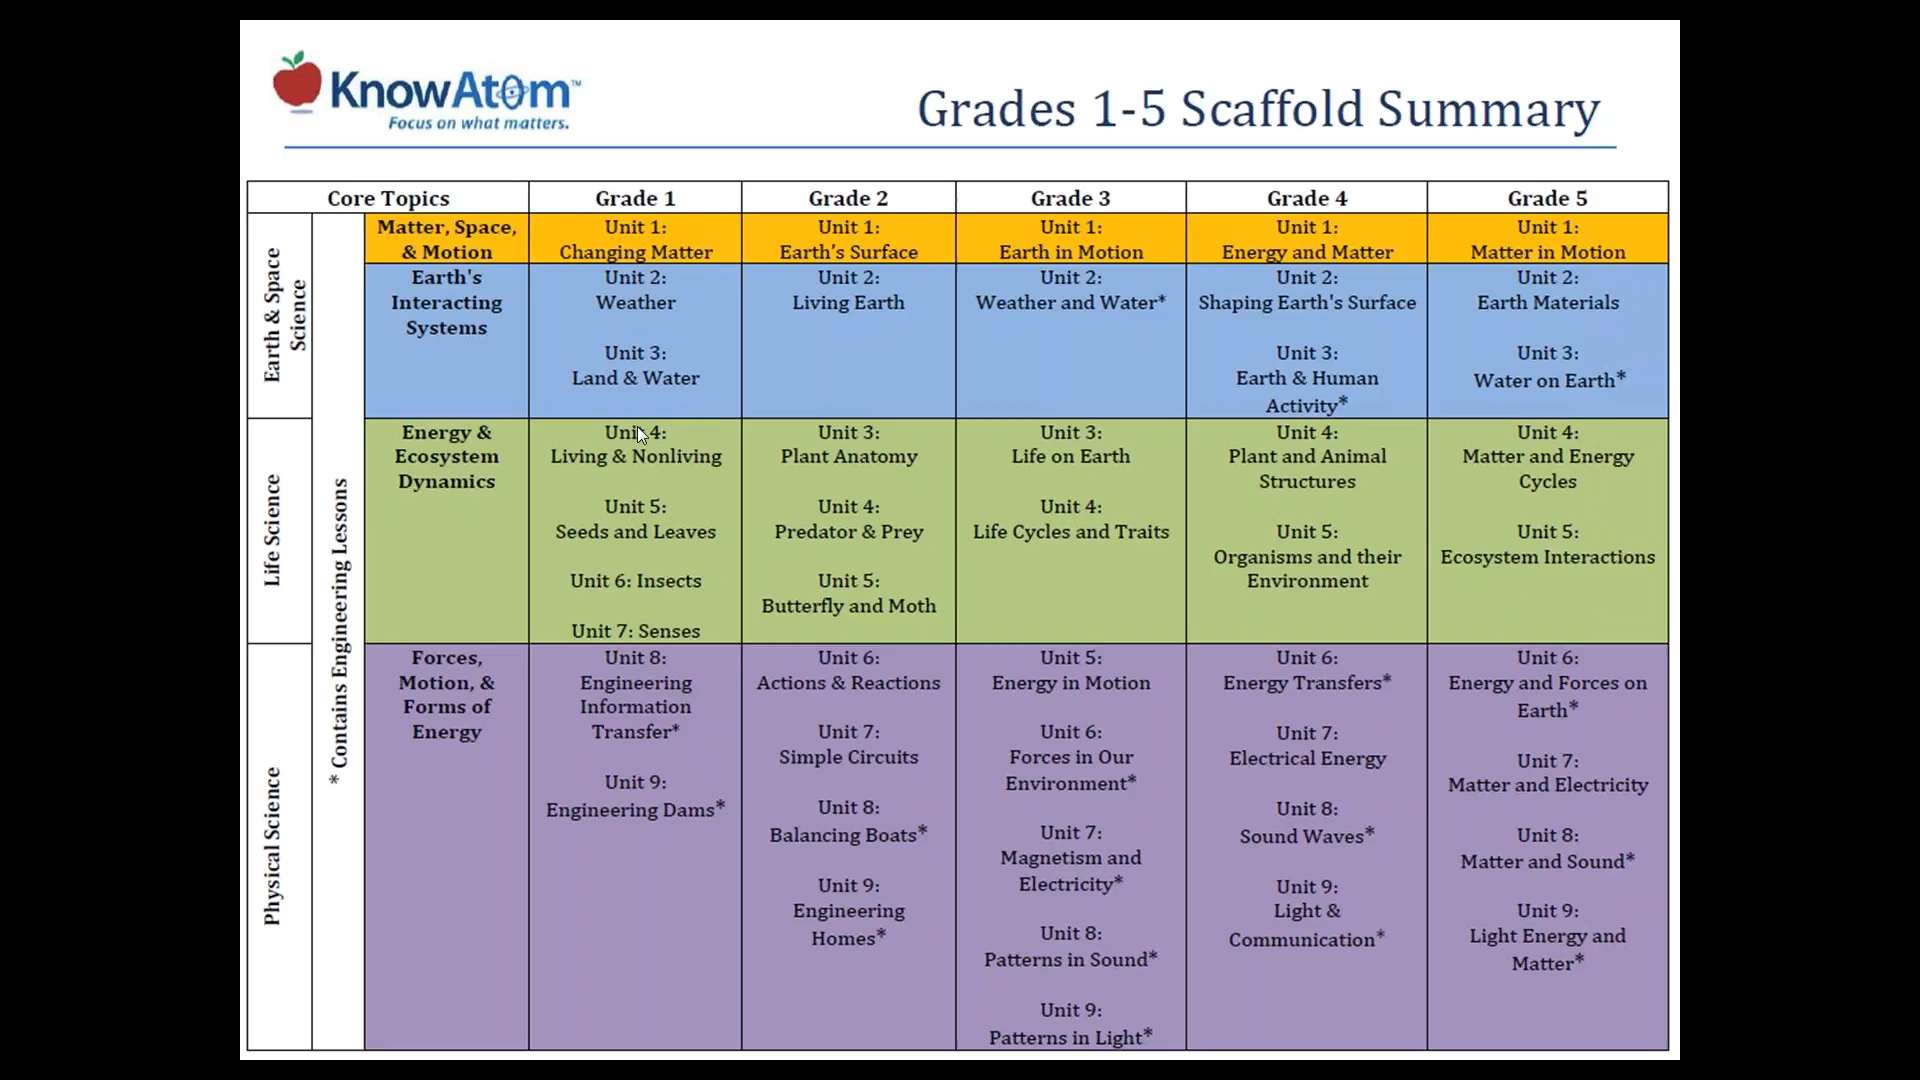 KnowAtom™
Focus on what matters.
Grades 1-5 Scaffold Summary
Core Topics
Grade 1
Grade 2
Grade 3
Grade 4
Grade 5
Earth & Space
Science
* Contains Engineering Lessons
Matter, Space,
& Motion
Unit 1:
Changing Matter
Unit 1:
Earth's Surface
Unit 1:
Earth in Motion
Unit 1:
Energy and Matter
Unit 1:
Matter in Motion
Earth's
Interacting
Systems
Unit 2:
Weather
Unit 3:
Land & Water
Unit 2:
Living Earth
Unit 2:
Weather and Water*
Unit 2:
Shaping Earth's Surface
Unit 3:
Earth & Human
Activity*
Unit 2:
Earth Materials
Unit 3:
Water on Earth*
Life Science
Energy &
Ecosystem
Dynamics
Unit 4:
Living & Nonliving
Unit 5:
Seeds and Leaves
Unit 6: Insects
Unit 7: Senses
Unit 3:
Plant Anatomy
Unit 4:
Predator & Prey
Unit 5:
Butterfly and Moth
Unit 3:
Life on Earth
Unit 4:
Life Cycles and Traits
Unit 4:
Plant and Animal
Structures
Unit 5:
Organisms and their
Environment
Unit 4:
Matter and Energy
Cycles
Unit 5:
Ecosystem Interactions
Physical Science
Forces,
Motion, &
Forms of
Energy
Unit 8:
Engineering
Information
Transfer*
Unit 9:
Engineering Dams*
Unit 6:
Actions & Reactions
Unit 7:
Simple Circuits
Unit 8:
Balancing Boats*
Unit 9:
Engineering
Homes*
Unit 5:
Energy in Motion
Unit 6:
Forces in Our
Environment*
Unit 7:
Magnetism and
Electricity*
Unit 8:
Patterns in Sound*
Unit 9:
Patterns in Light*
Unit 6:
Energy Transfers*
Unit 7:
Electrical Energy
Unit 8:
Sound Waves*
Unit 9:
Light &
Communication*
Unit 6:
Energy and Forces on
Earth*
Unit 7:
Matter and Electricity
Unit 8:
Matter and Sound*
Unit 9:
Light Energy and
Matter*